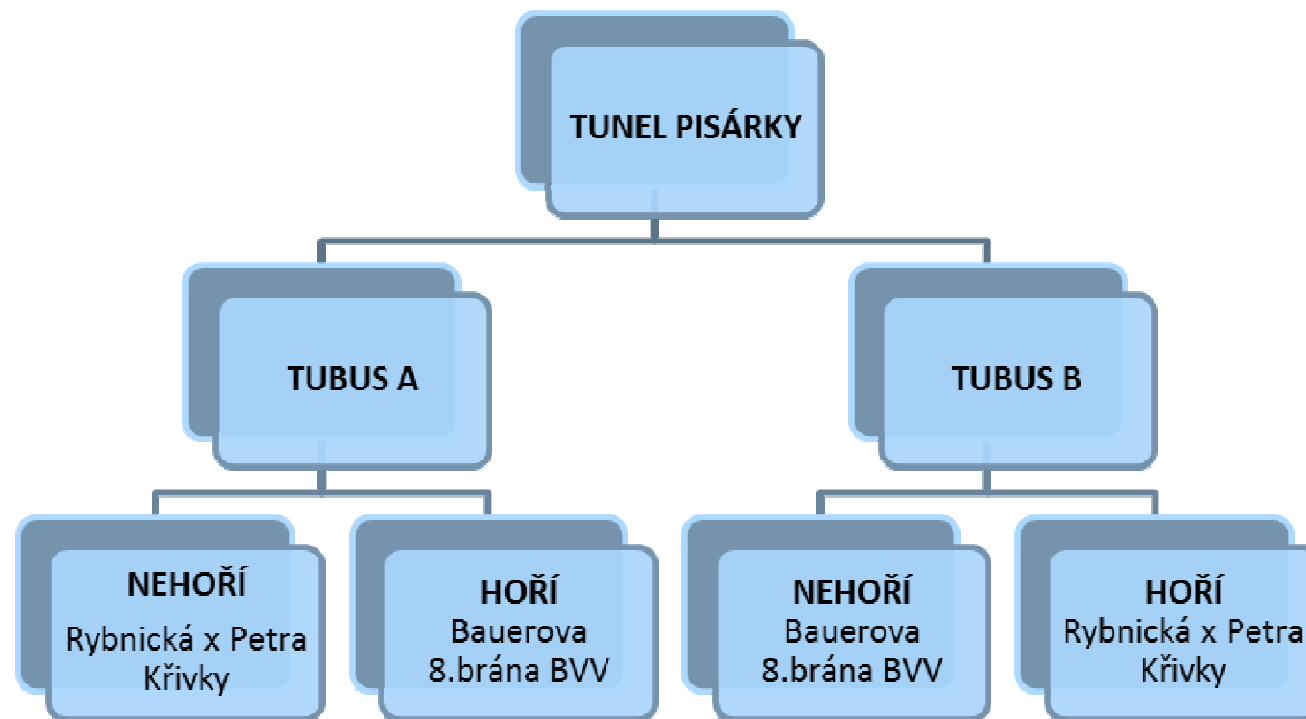 TUNEL PISÁRKY
TUBUS A
TUBUS B
NEHOŘÍ
Rybnická x Petra
Křivky
HOŘÍ
Bauerova
8.brána BVV
NEHOŘÍ
Bauerova
8.brána BVV
HOŘÍ
Rybnická x Petra
Křivky